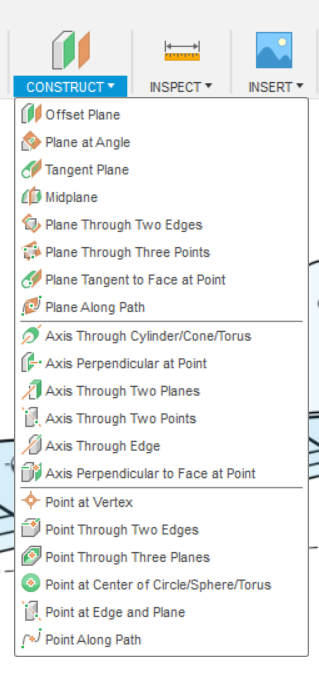 CONSTRUCT ▾ INSPECT ▾ INSERT ▾
Offset Plane
Plane at Angle
Tangent Plane
Midplane
Plane Through Two Edges
Plane Through Three Points
Plane Tangent to Face at Point
Plane Along Path
Axis Through Cylinder/Cone/Torus
Axis Perpendicular at Point
Axis Through Two Planes
Axis Through Two Points
Axis Through Edge
Axis Perpendicular to Face at Point
Point at Vertex
Point Through Two Edges
Point Through Three Planes
Point at Center of Circle/Sphere/Torus
Point at Edge and Plane
Point Along Path